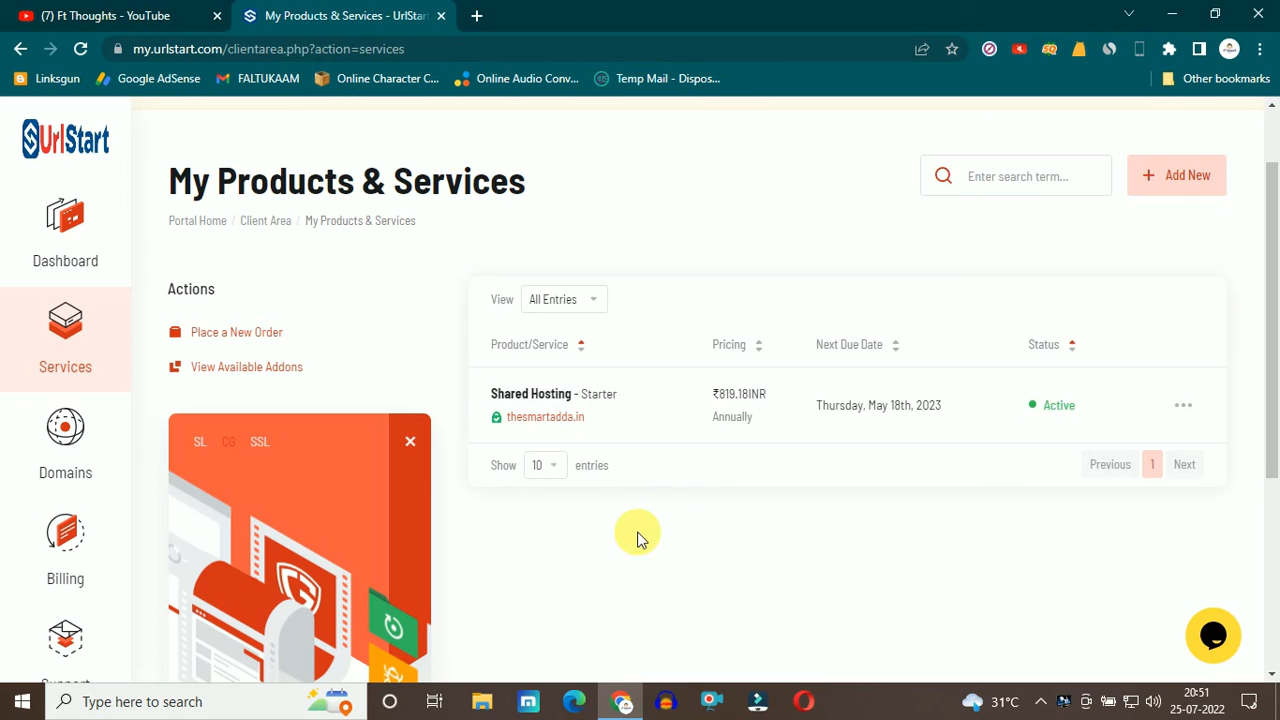 (7) Ft Thoughts - YouTube
My Products & Services - UrlStar
my.urlstart.com/clientarea.php?action=services
Linksgun
Google AdSense
FALTUKAAM
Online Character C...
Online Audio Conv...
Temp Mail - Dispos...
Other bookmarks
UrlStart
My Products & Services
Enter search term...
+ Add New
Portal Home / Client Area / My Products & Services
Dashboard
Actions
View All Entries
Place a New Order
Product/Service Pricing Next Due Date Status
Services
View Available Addons
Shared Hosting - Starter ₹819.18INR
Thursday, May 18th, 2023 Active
thesmartadda.in Annually
SL CG SSL
Show 10 entries
Previous 1 Next
Domains
Billing
Support
Type here to search
31°C
20:51
25-07-2022